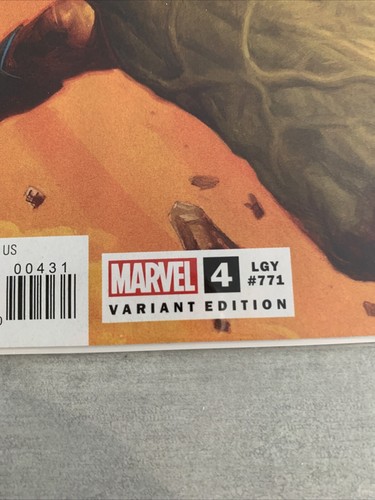 US
00431
MARVEL 4 LGY #771
VARIANT EDITION